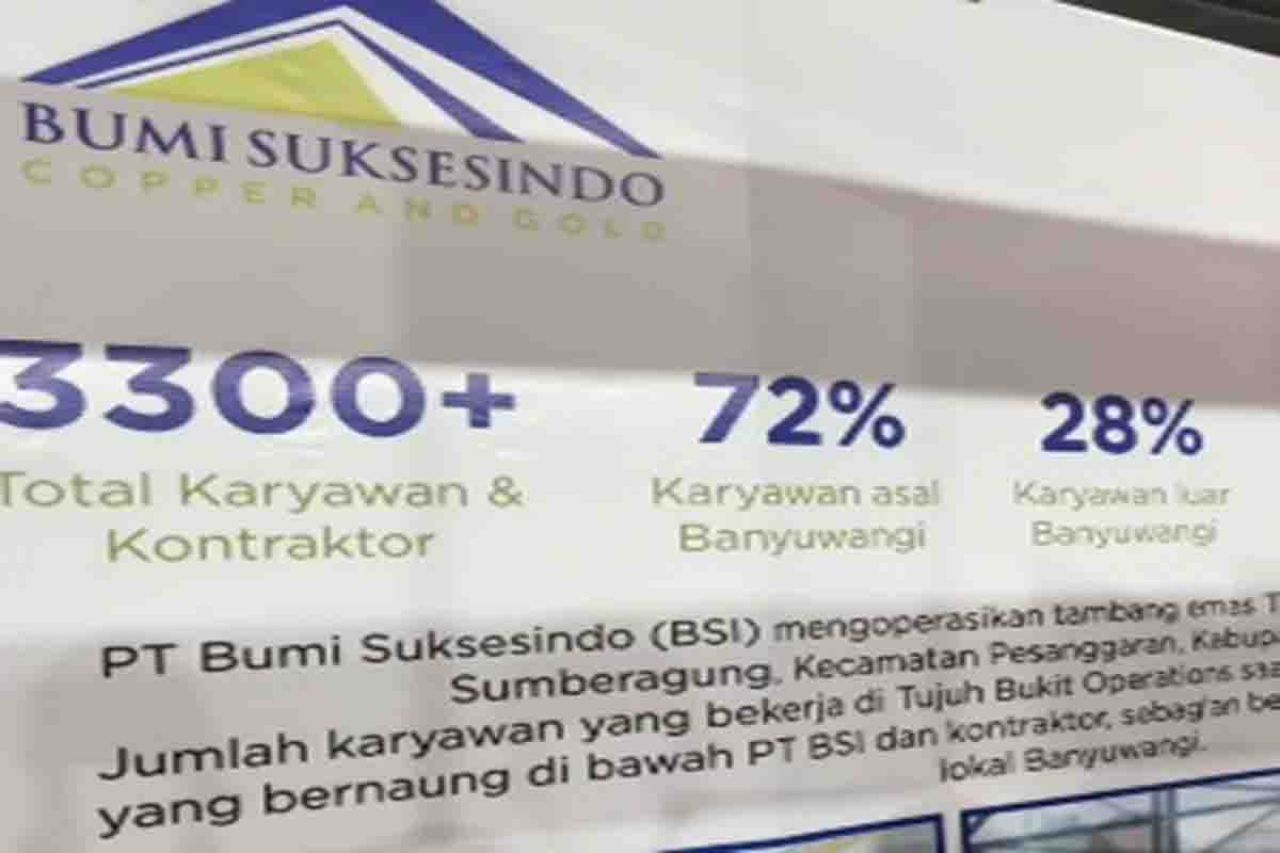 BUMI SUKSESINDO
COPPER AND GOLD
3300+
Total Karyawan &
Kontraktor
72%
Karyawan asal
Banyuwangi
28%
Karyawan luar
Banyuwangi
PT Bumi Suksesindo (BSI) mengoperasikan tambang emas
Sumberagung, Kecamatan Pesanggaran,
Jumlah karyawan yang bekerja di Tujuh Bukit Operations
yang bernaung di bawah PT BSI dan kontraktor, sebagian
lokal Banyuwangi.